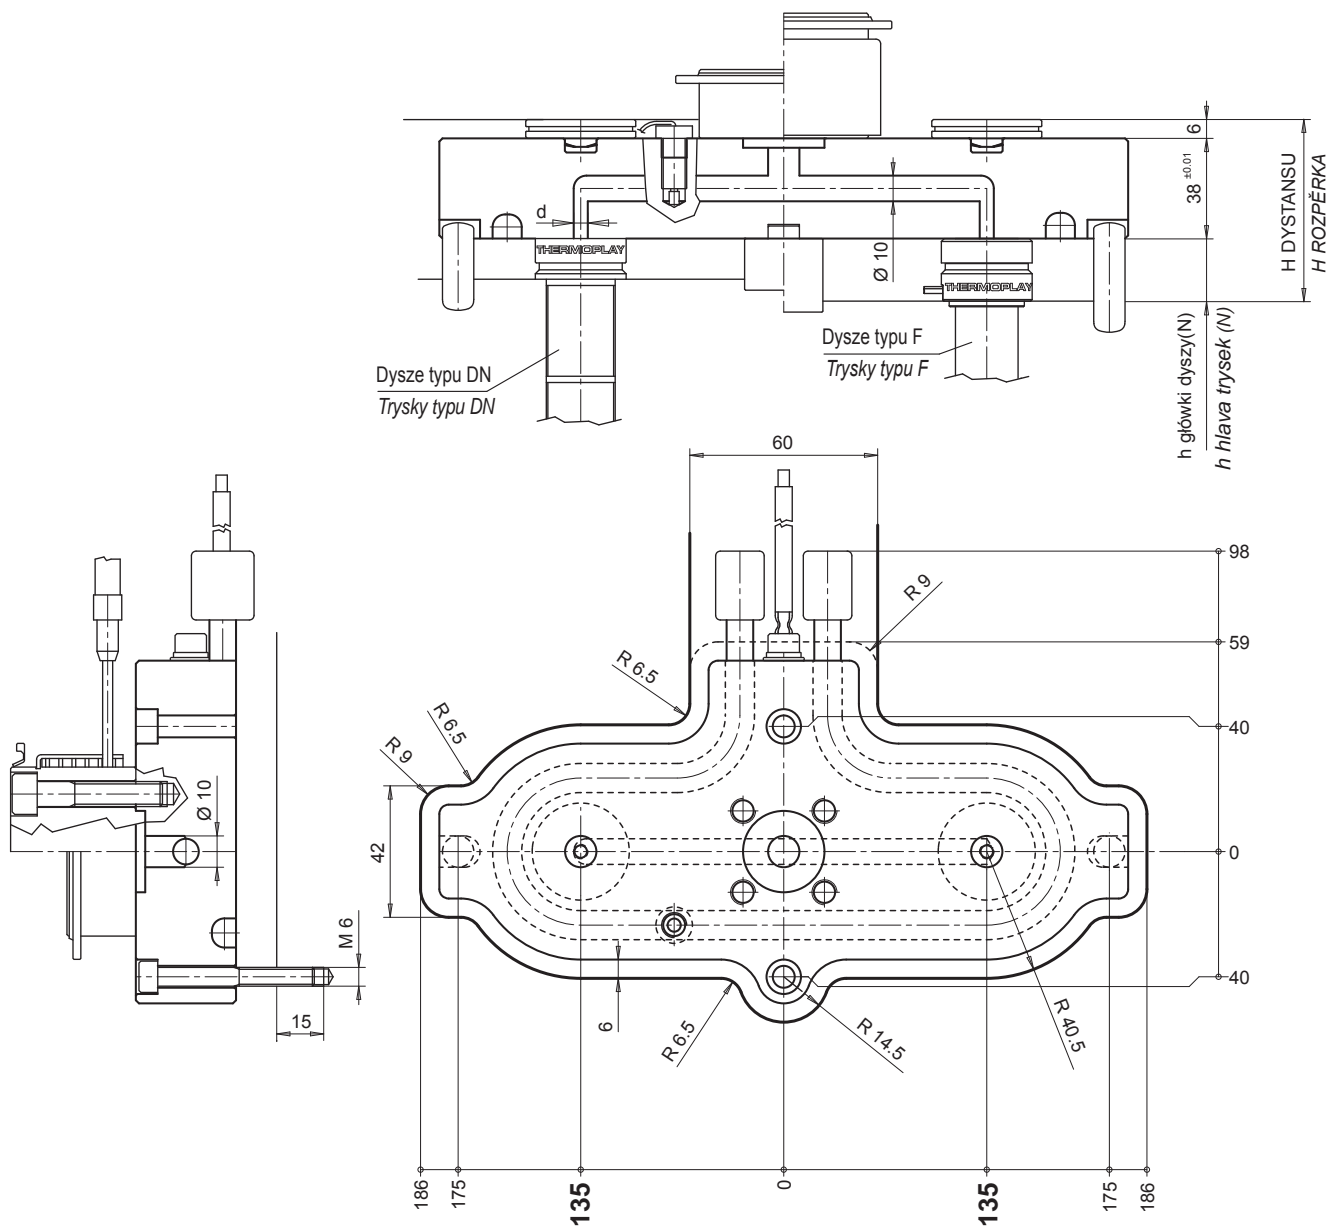 6
38 ±0.01
H DYSTANSU
H ROZPĚRKA
d
Ø 10
THERMOPLAY
THERMOPLAY
Dysze typu DN
Trysky typu DN
Dysze typu F
Trysky typu F
h główki dyszy(N)
h hlava trysek (N)
60
98
R 9
59
R 6.5
40
R 6.5
R 9
Ø 10
42
0
M 6
15
6
R 6.5
R 14.5
R 40.5
40
186
175
135
0
135
175
186